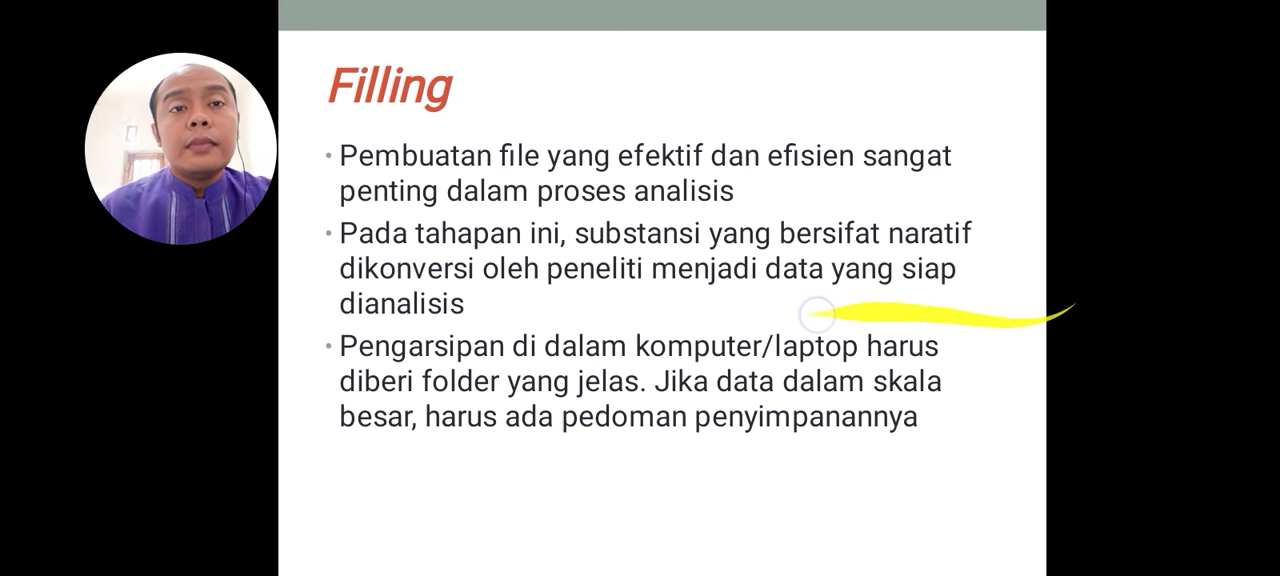 Filling
• Pembuatan file yang efektif dan efisien sangat
penting dalam proses analisis
• Pada tahapan ini, substansi yang bersifat naratif
dikonversi oleh peneliti menjadi data yang siap
dianalisis
• Pengarsipan di dalam komputer/laptop harus
diberi folder yang jelas. Jika data dalam skala
besar, harus ada pedoman penyimpanannya